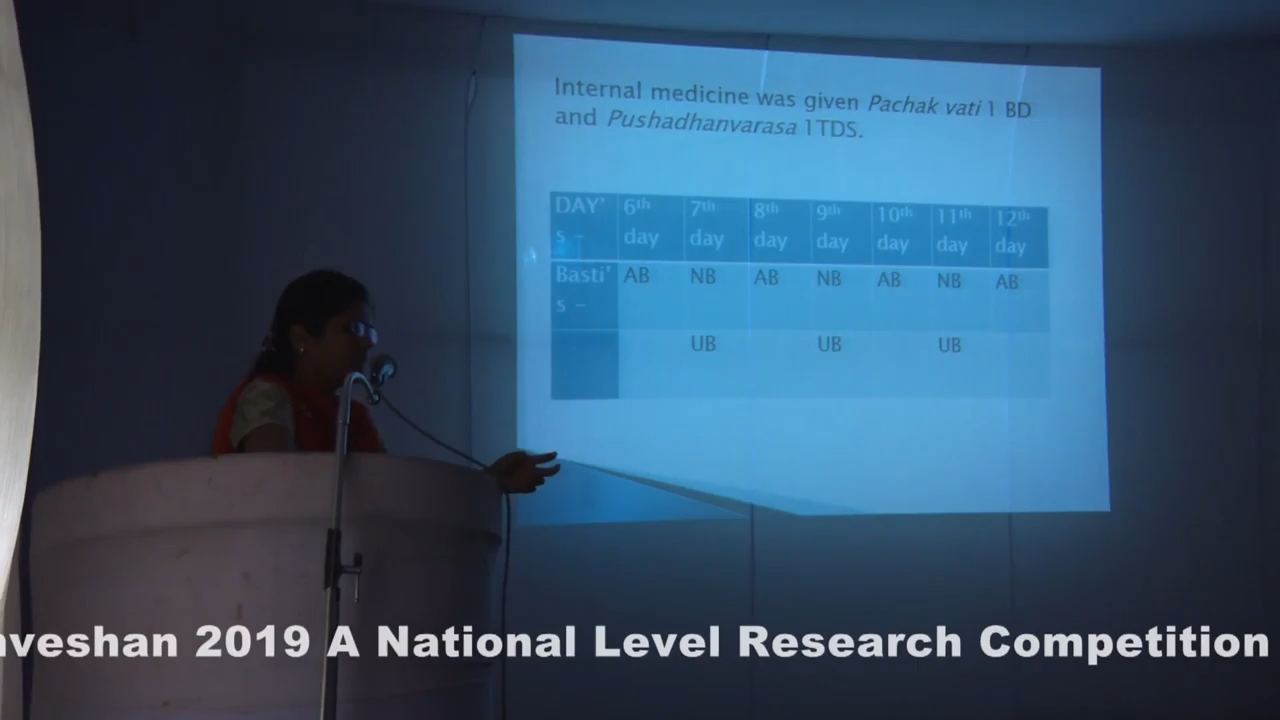 Internal medicine was given Pachak vati 1 BD
and Pushadhanvarasa 1TDS.
DAY' 6th 7th 8th 9th 10th 11th 12th
s - day day day day day day day
Basti' AB NB AB NB AB NB AB
s -
UB UB UB
nveshan 2019 A National Level Research Competition